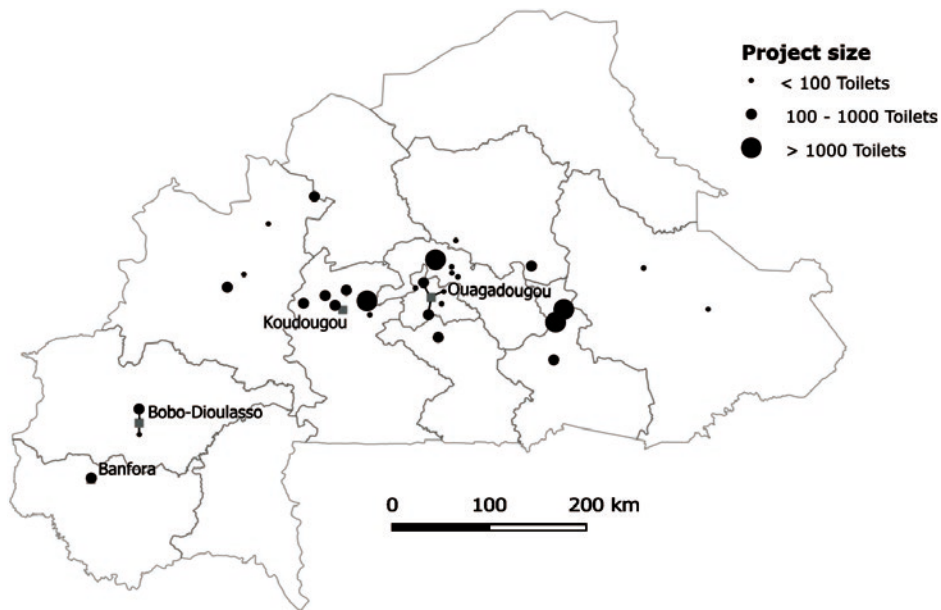 Project size
< 100 Toilets
100 - 1000 Toilets
> 1000 Toilets
Ouagadougou
Koudougou
Bobo-Dioulasso
Banfora
0 100 200 km